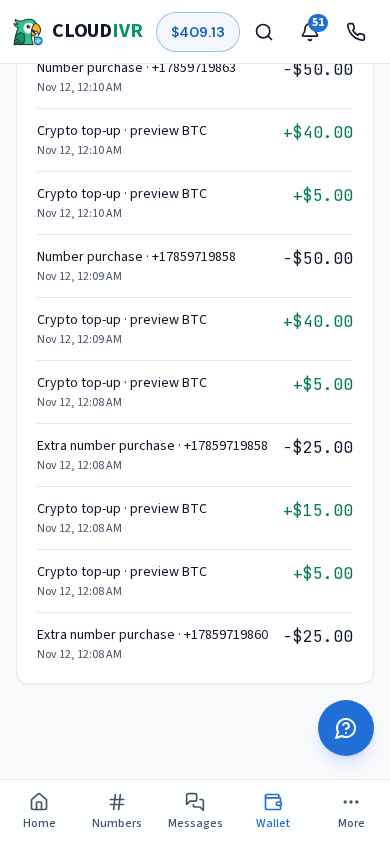 CLOUDIVR
$409.13
51
Number purchase · +17859719863
-$50.00
Nov 12, 12:10 AM
Crypto top-up · preview BTC
+$40.00
Nov 12, 12:10 AM
Crypto top-up · preview BTC
+$5.00
Nov 12, 12:10 AM
Number purchase · +17859719858
-$50.00
Nov 12, 12:09 AM
Crypto top-up · preview BTC
+$40.00
Nov 12, 12:09 AM
Crypto top-up · preview BTC
+$5.00
Nov 12, 12:08 AM
Extra number purchase · +17859719858
-$25.00
Nov 12, 12:08 AM
Crypto top-up · preview BTC
+$15.00
Nov 12, 12:08 AM
Crypto top-up · preview BTC
+$5.00
Nov 12, 12:08 AM
Extra number purchase · +17859719860
-$25.00
Nov 12, 12:08 AM
Home
Numbers
Messages
Wallet
More